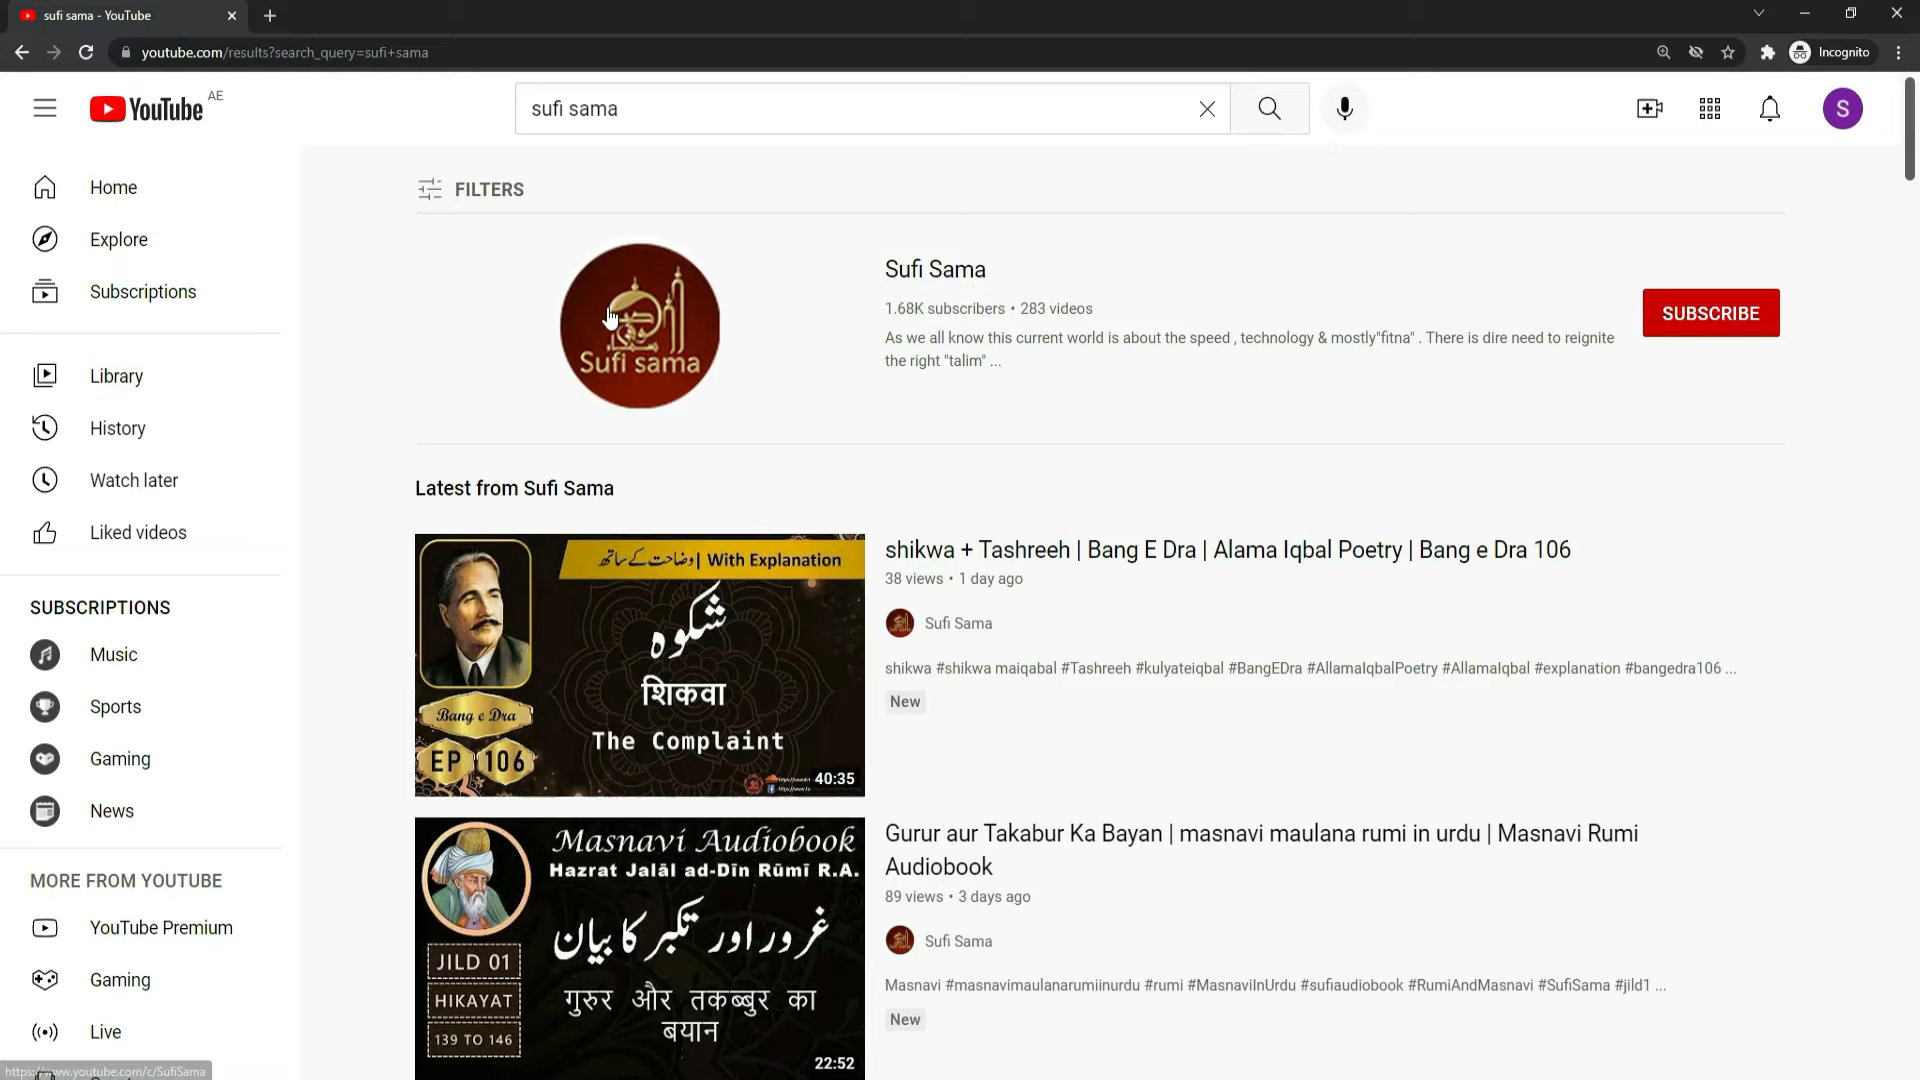 sufi sama - YouTube
youtube.com/results?search_query=sufi+sama
Incognito
YouTube AE
sufi sama
S
Home
Explore
Subscriptions
Library
History
Watch later
Liked videos
SUBSCRIPTIONS
Music
Sports
Gaming
News
MORE FROM YOUTUBE
YouTube Premium
Gaming
Live
https://www.youtube.com/c/SufiSama
FILTERS
Sufi sama
Sufi Sama
1.68K subscribers • 283 videos
As we all know this current world is about the speed , technology & mostly"fitna" . There is dire need to reignite
the right "talim" ...
SUBSCRIBE
Latest from Sufi Sama
وضاحت کے ساتھ | With Explanation
شکوہ
शिकवा
The Complaint
Bang e Dra
EP 106
40:35
shikwa + Tashreeh | Bang E Dra | Alama Iqbal Poetry | Bang e Dra 106
38 views • 1 day ago
Sufi Sama
shikwa #shikwa maiqabal #Tashreeh #kulyateiqbal #BangEDra #AllamaIqbalPoetry #AllamaIqbal #explanation #bangedra106 ...
New
Masnavi Audiobook
Hazrat Jalāl ad-Dīn Rūmī R.A.
غرور اور تکبر کا بیان
गुरुर और तकब्बुर का
बयान
JILD 01
HIKAYAT
139 TO 146
22:52
Gurur aur Takabur Ka Bayan | masnavi maulana rumi in urdu | Masnavi Rumi
Audiobook
89 views • 3 days ago
Sufi Sama
Masnavi #masnavimaulanarumiinurdu #rumi #MasnaviInUrdu #sufiaudiobook #RumiAndMasnavi #SufiSama #jild1 ...
New